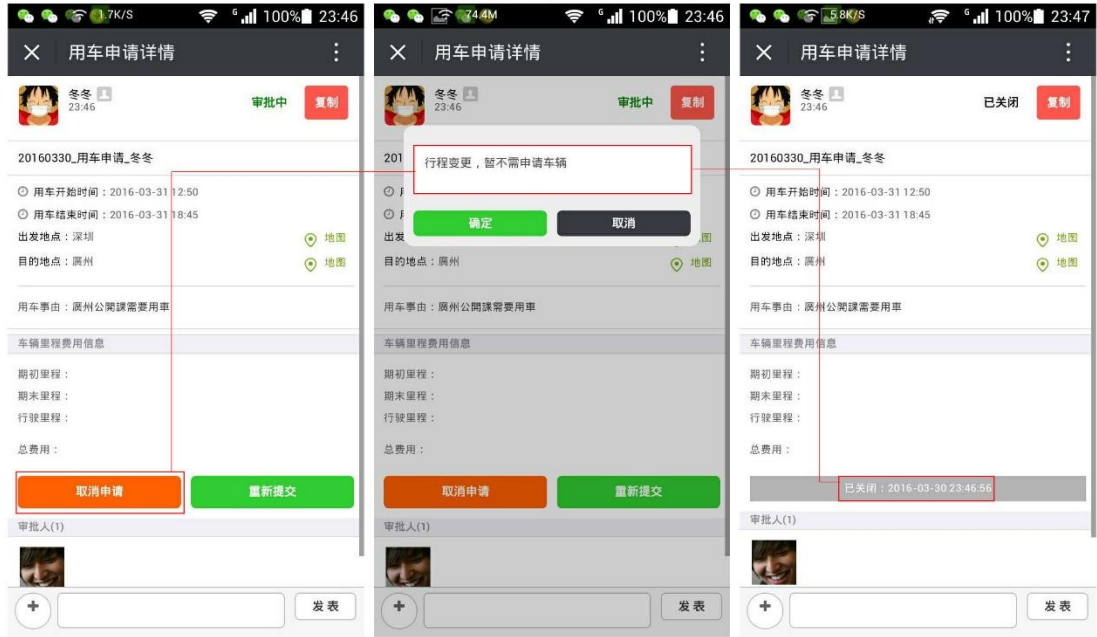 1.7K/S G 100% 23:46
用车申请详情
冬冬
23:46
审批中
复制
20160330_用车申请_冬冬
用车开始时间：2016-03-31 12:50
用车结束时间：2016-03-31 18:45
出发地点：深圳
地图
目的地点：廣州
地图
用车事由：廣州公開課需要用車
车辆里程费用信息
期初里程：
期末里程：
行驶里程：
总费用：
取消申请
重新提交
审批人(1)
发表
74.4M G 100% 23:46
用车申请详情
冬冬
23:46
审批中
复制
201
行程变更，暂不需申请车辆
确定
取消
出发
目的地点：廣州
地图
用车事由：廣州公開課需要用車
车辆里程费用信息
期初里程：
期末里程：
行驶里程：
总费用：
取消申请
重新提交
审批人(1)
发表
5.8K/S G 100% 23:47
用车申请详情
冬冬
23:46
已关闭
复制
20160330_用车申请_冬冬
用车开始时间：2016-03-31 12:50
用车结束时间：2016-03-31 18:45
出发地点：深圳
地图
目的地点：廣州
地图
用车事由：廣州公開課需要用車
车辆里程费用信息
期初里程：
期末里程：
行驶里程：
总费用：
已关闭：2016-03-30 23:46:56
审批人(1)
发表